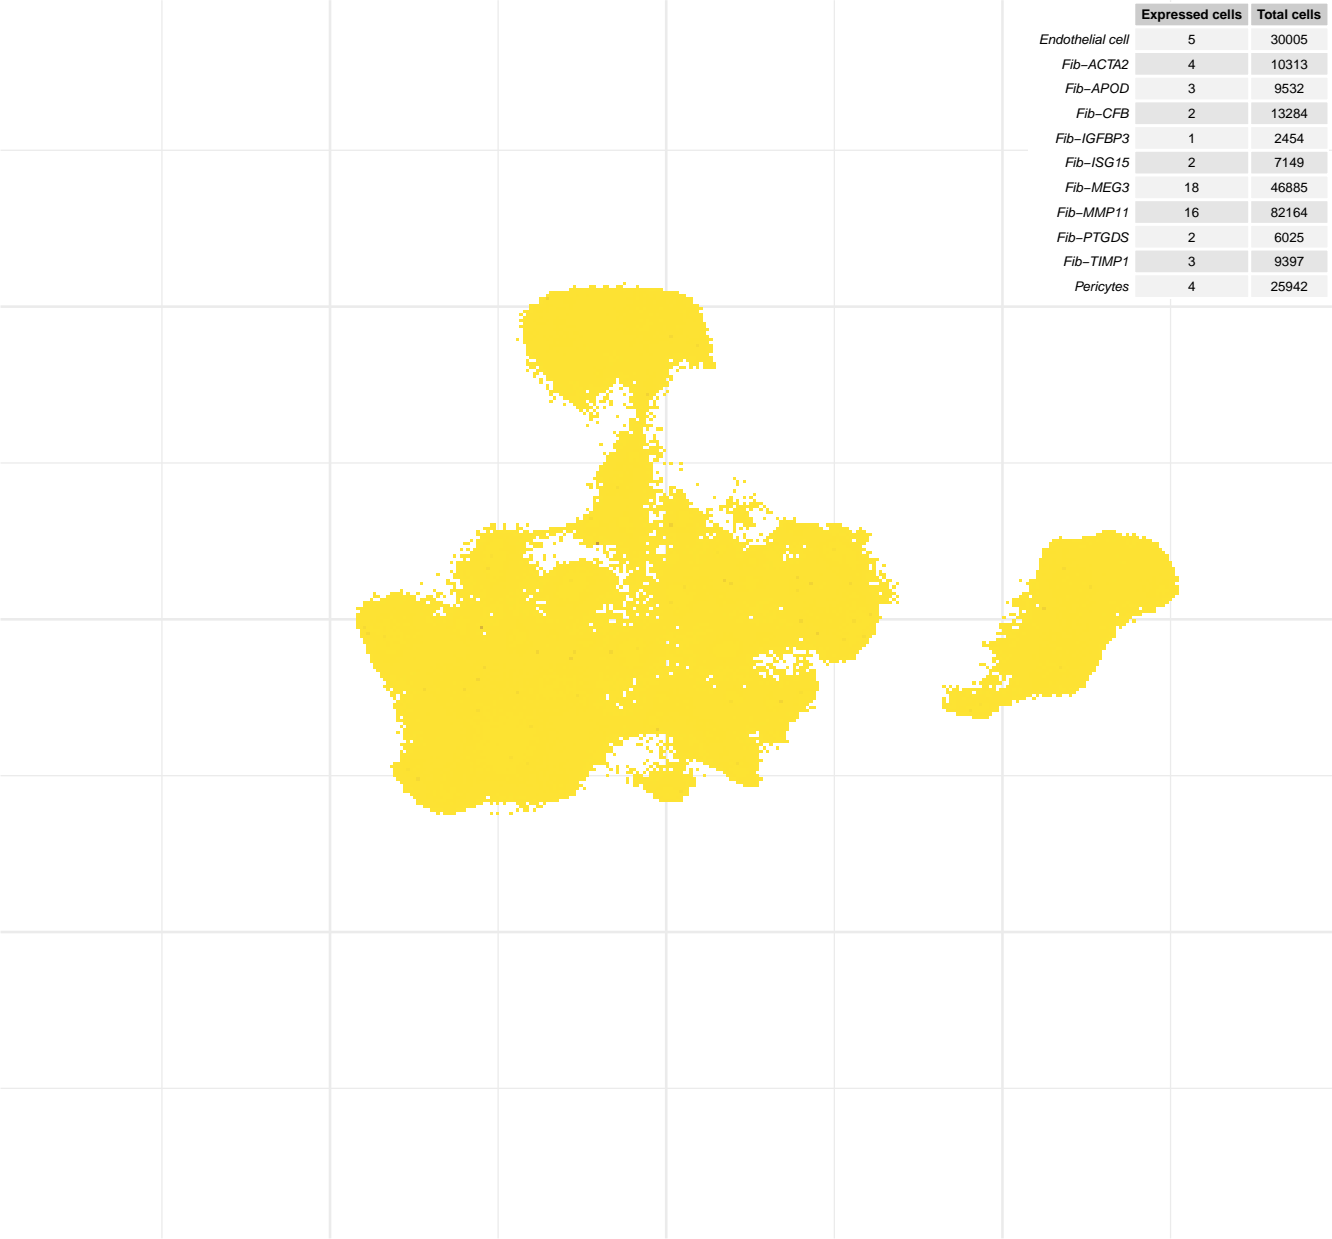 Expressed cells Total cells
Endothelial cell 5 30005
Fib−ACTA2 4 10313
Fib−APOD 3 9532
Fib−CFB 2 13284
Fib−IGFBP3 1 2454
Fib−ISG15 2 7149
Fib−MEG3 18 46885
Fib−MMP11 16 82164
Fib−PTGDS 2 6025
Fib−TIMP1 3 9397
Pericytes 4 25942